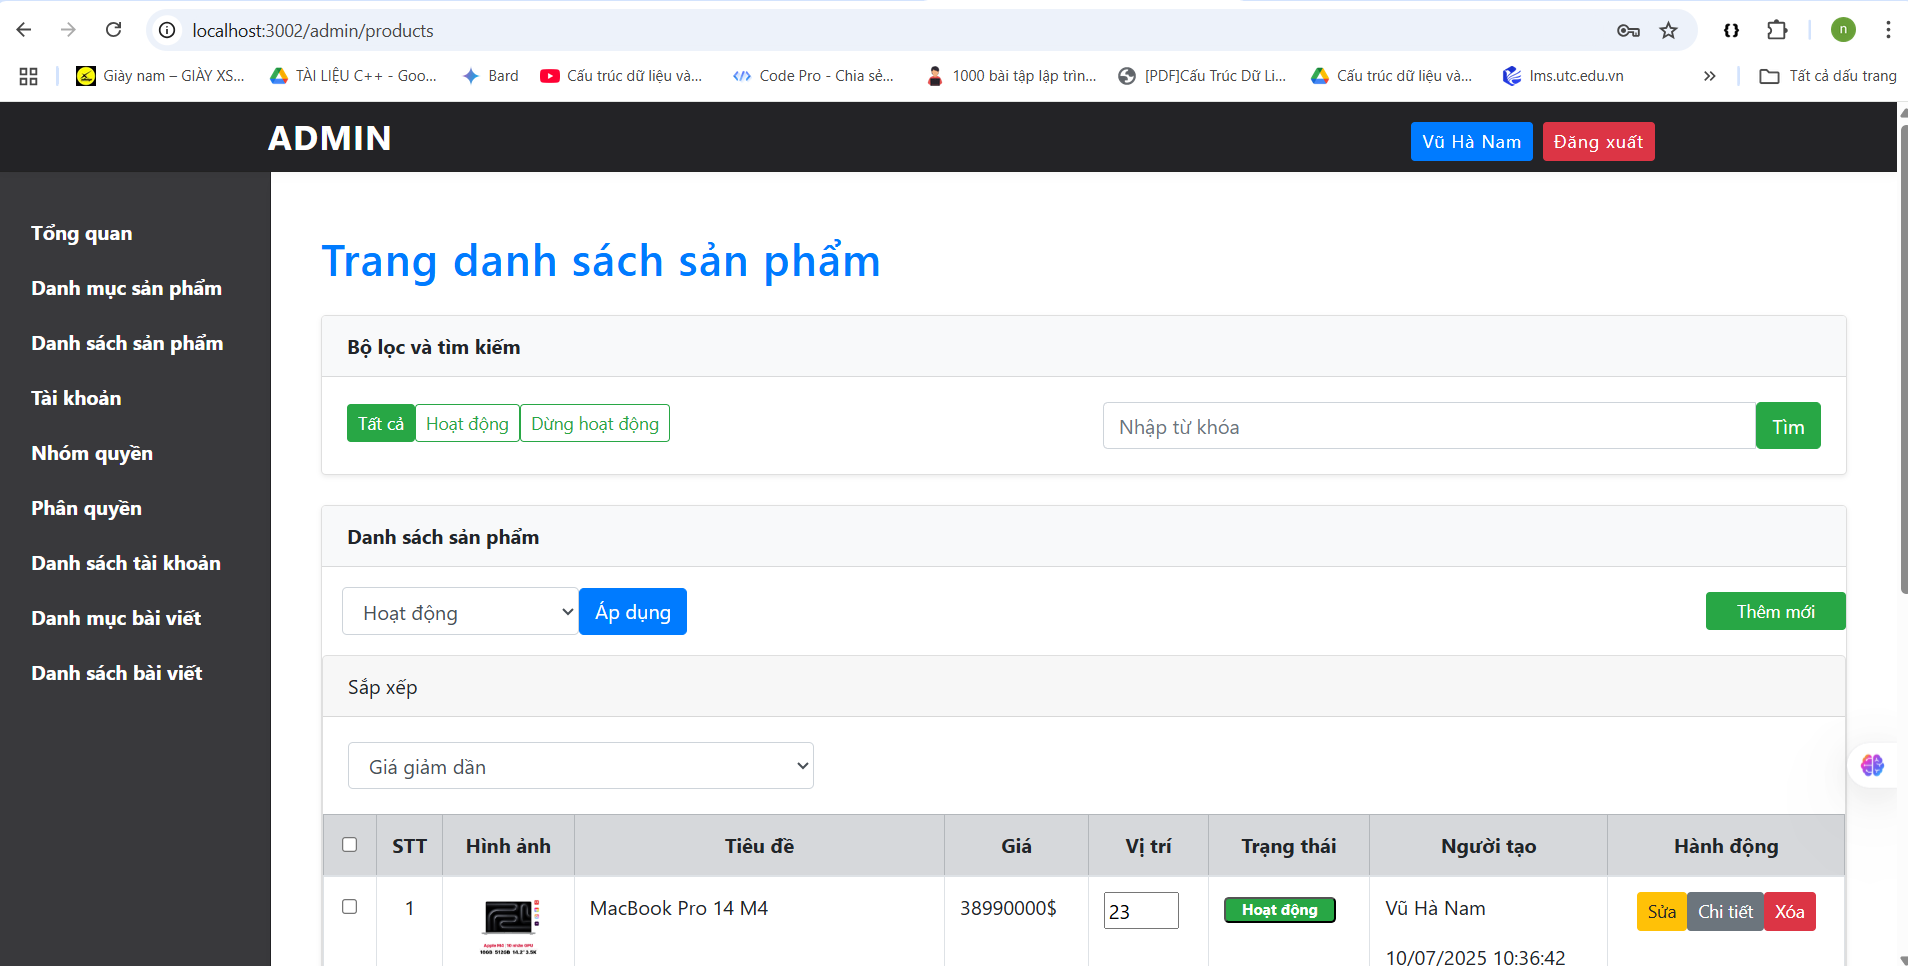 localhost:3002/admin/products
n
Giày nam – GIÀY XS...
TÀI LIỆU C++ - Goo...
Bard
Cấu trúc dữ liệu và...
Code Pro - Chia sẻ...
1000 bài tập lập trìn...
[PDF]Cấu Trúc Dữ Li...
Cấu trúc dữ liệu và...
lms.utc.edu.vn
Tất cả dấu trang
ADMIN
Vũ Hà Nam
Đăng xuất
Tổng quan
Danh mục sản phẩm
Danh sách sản phẩm
Tài khoản
Nhóm quyền
Phân quyền
Danh sách tài khoản
Danh mục bài viết
Danh sách bài viết
Trang danh sách sản phẩm
Bộ lọc và tìm kiếm
Tất cả
Hoạt động
Dừng hoạt động
Nhập từ khóa
Tìm
Danh sách sản phẩm
Hoạt động
Áp dụng
Thêm mới
Sắp xếp
Giá giảm dần
STT
Hình ảnh
Tiêu đề
Giá
Vị trí
Trạng thái
Người tạo
Hành động
1
MacBook Pro 14 M4
38990000$
23
Hoạt động
Vũ Hà Nam
10/07/2025 10:36:42
Sửa
Chi tiết
Xóa